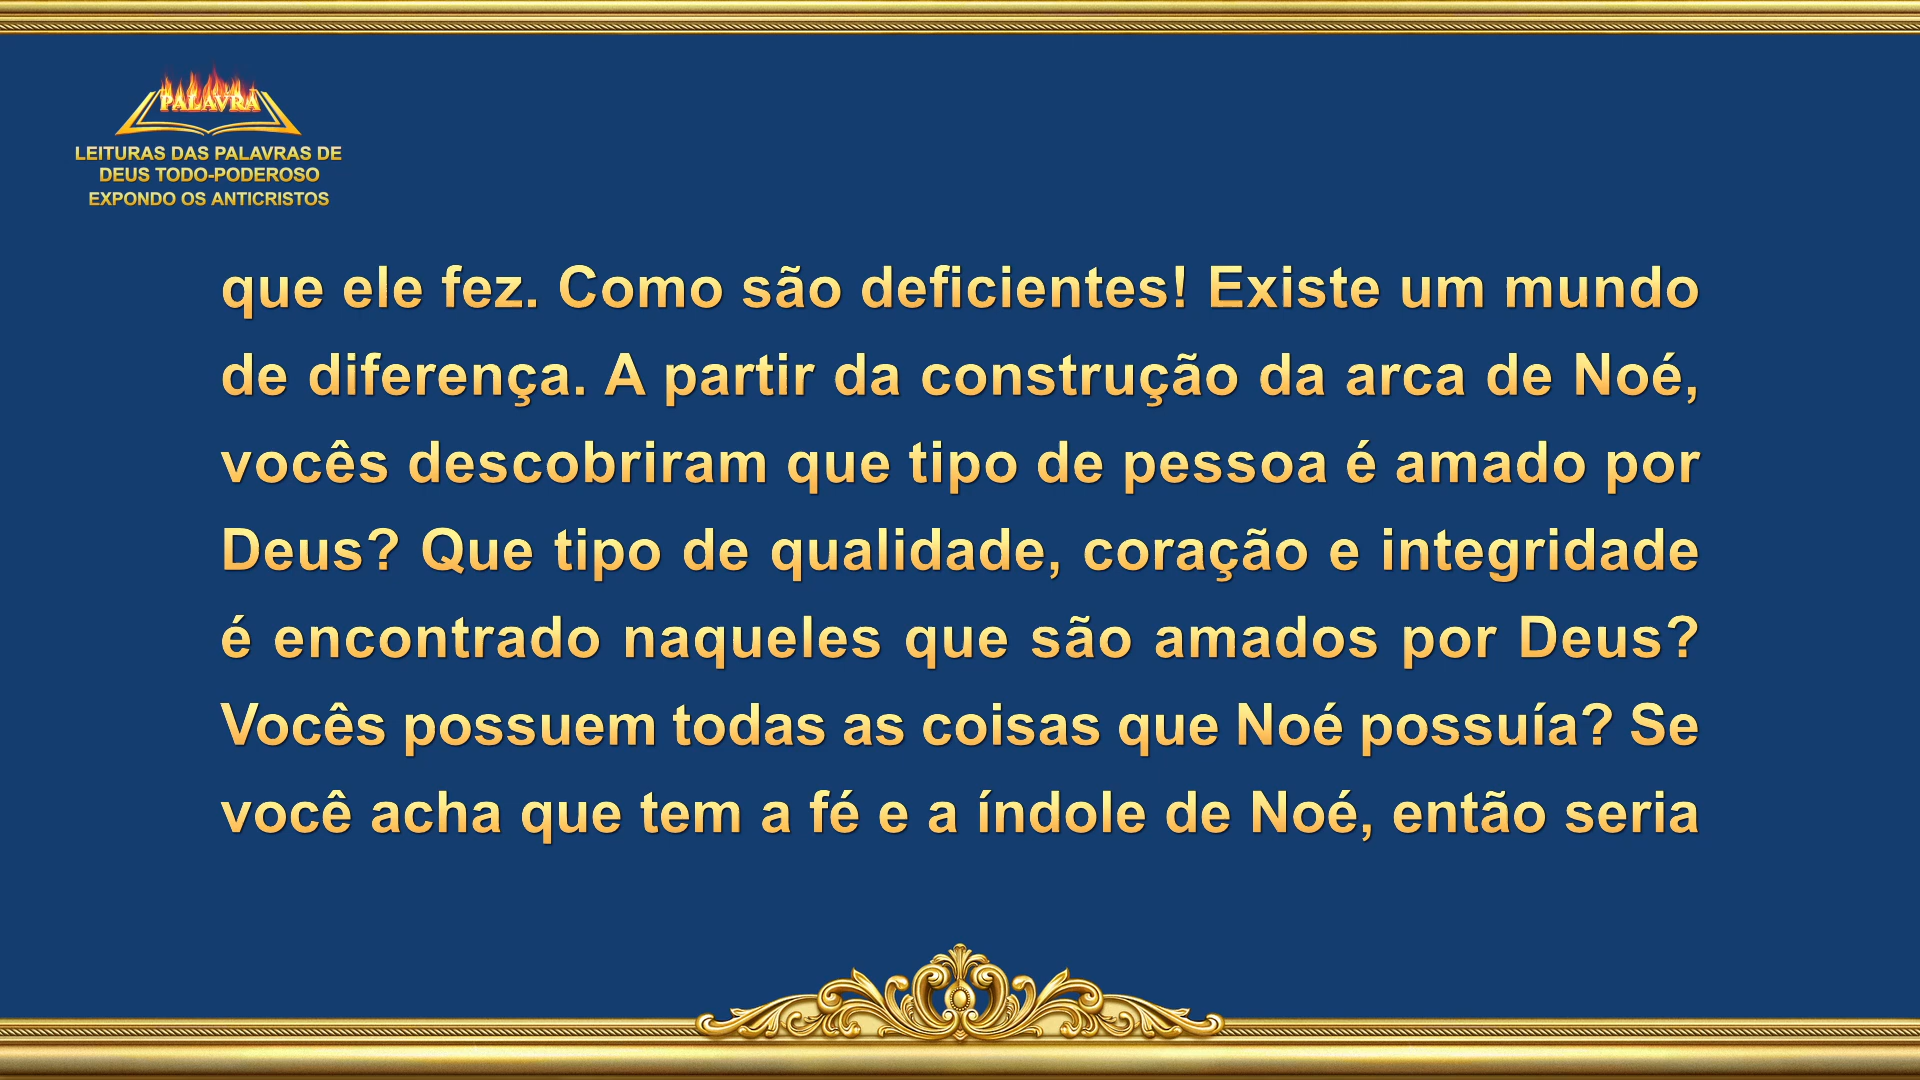 PALAVRA
LEITURAS DAS PALAVRAS DE
DEUS TODO-PODEROSO
EXPONDO OS ANTICRISTOS
que ele fez. Como são deficientes! Existe um mundo
de diferença. A partir da construção da arca de Noé,
vocês descobriram que tipo de pessoa é amado por
Deus? Que tipo de qualidade, coração e integridade
é encontrado naqueles que são amados por Deus?
Vocês possuem todas as coisas que Noé possuía? Se
você acha que tem a fé e a índole de Noé, então seria